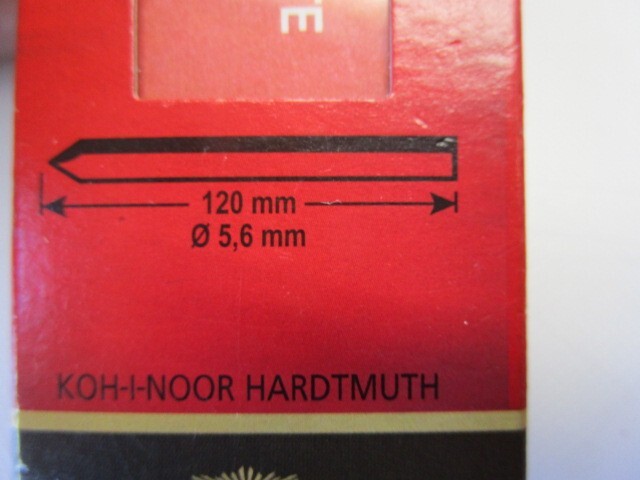 120 mm
Ø 5,6 mm
KOH-I-NOOR HARDTMUTH